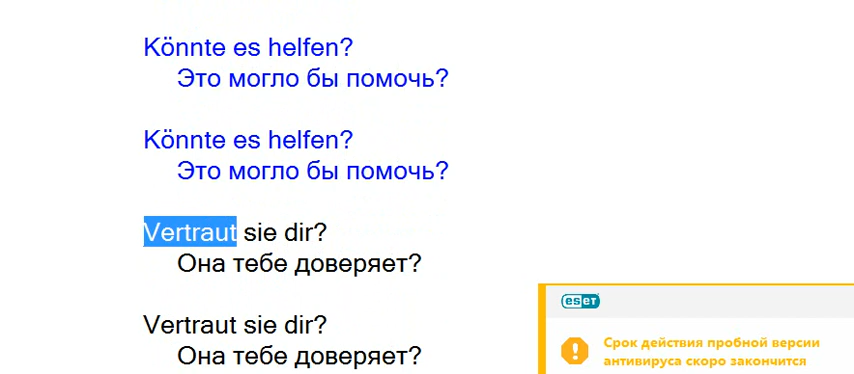 Könnte es helfen?
Это могло бы помочь?
Könnte es helfen?
Это могло бы помочь?
Vertraut sie dir?
Она тебе доверяет?
Vertraut sie dir?
Она тебе доверяет?
eset
Срок действия пробной версии
антивируса скоро закончится